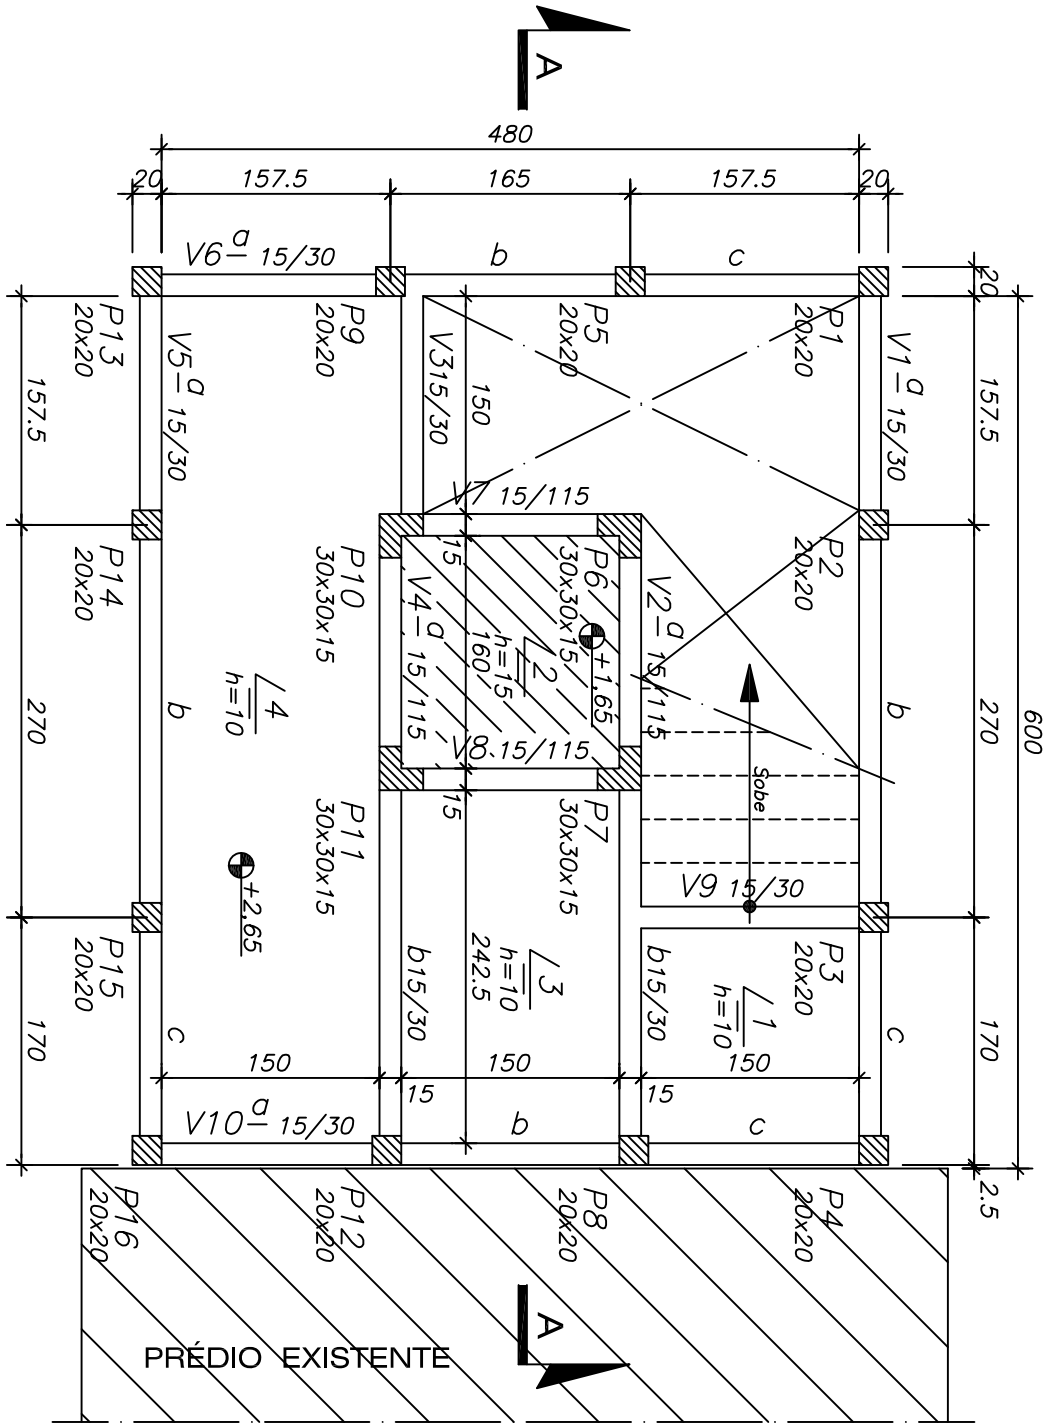 A
480
20
157.5
165
157.5
20
V6 a 15/30
b
c
20
600
P13
20x20
P9
20x20
P5
20x20
P1
20x20
V5 a 15/30
V3 15/30
150
V1 a 15/30
157.5
157.5
V7 15/115
P14
20x20
P10
30x30x15
15
P6
30x30x15
P2
20x20
V4 a 15/115
V2 a 15/115
L2
h=15
160
+1,65
L4
h=10
b
b
270
270
V8 15/115
Sobe
15
P11
30x30x15
P7
30x30x15
+2,65
V9 15/30
P15
20x20
P3
20x20
b 15/30
L3
h=10
242.5
b 15/30
L1
h=10
c
c
170
170
150
15
150
15
150
V10 a 15/30
b
c
2.5
P16
20x20
P12
20x20
P8
20x20
P4
20x20
A
PRÉDIO EXISTENTE